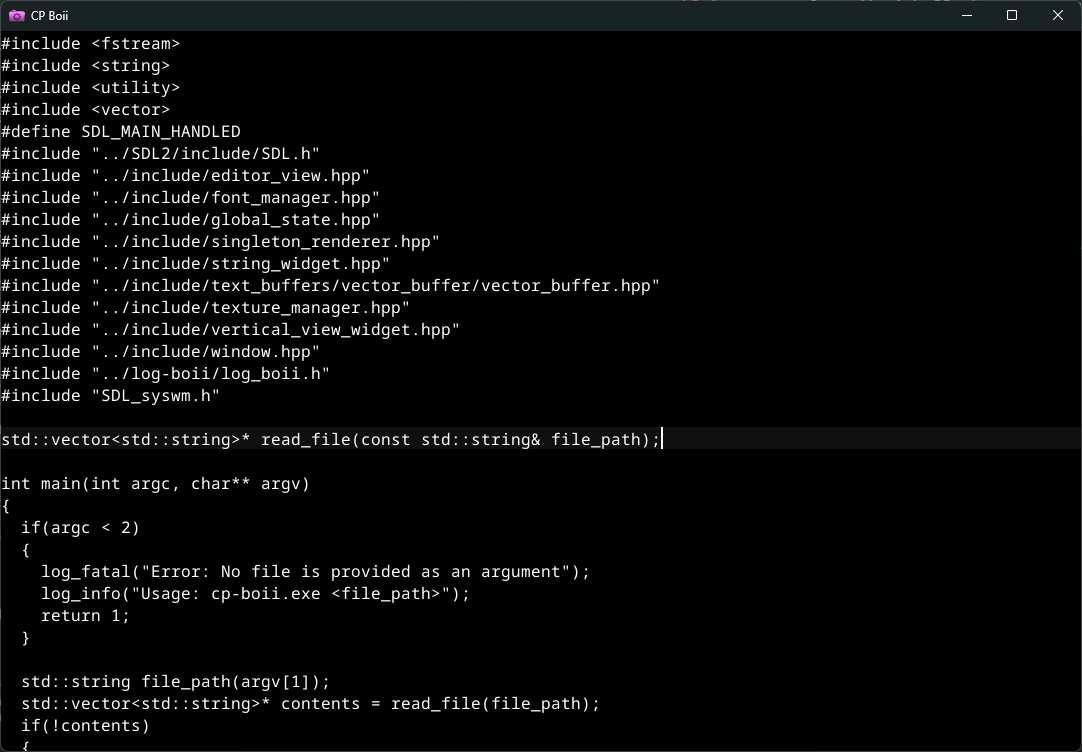 CP Boii
#include <fstream>
#include <string>
#include <utility>
#include <vector>
#define SDL_MAIN_HANDLED
#include "../SDL2/include/SDL.h"
#include "../include/editor_view.hpp"
#include "../include/font_manager.hpp"
#include "../include/global_state.hpp"
#include "../include/singleton_renderer.hpp"
#include "../include/string_widget.hpp"
#include "../include/text_buffers/vector_buffer/vector_buffer.hpp"
#include "../include/texture_manager.hpp"
#include "../include/vertical_view_widget.hpp"
#include "../include/window.hpp"
#include "../log-boii/log_boii.h"
#include "SDL_syswm.h"

std::vector<std::string>* read_file(const std::string& file_path);

int main(int argc, char** argv)
{
  if(argc < 2)
  {
    log_fatal("Error: No file is provided as an argument");
    log_info("Usage: cp-boii.exe <file_path>");
    return 1;
  }

  std::string file_path(argv[1]);
  std::vector<std::string>* contents = read_file(file_path);
  if(!contents)
  {